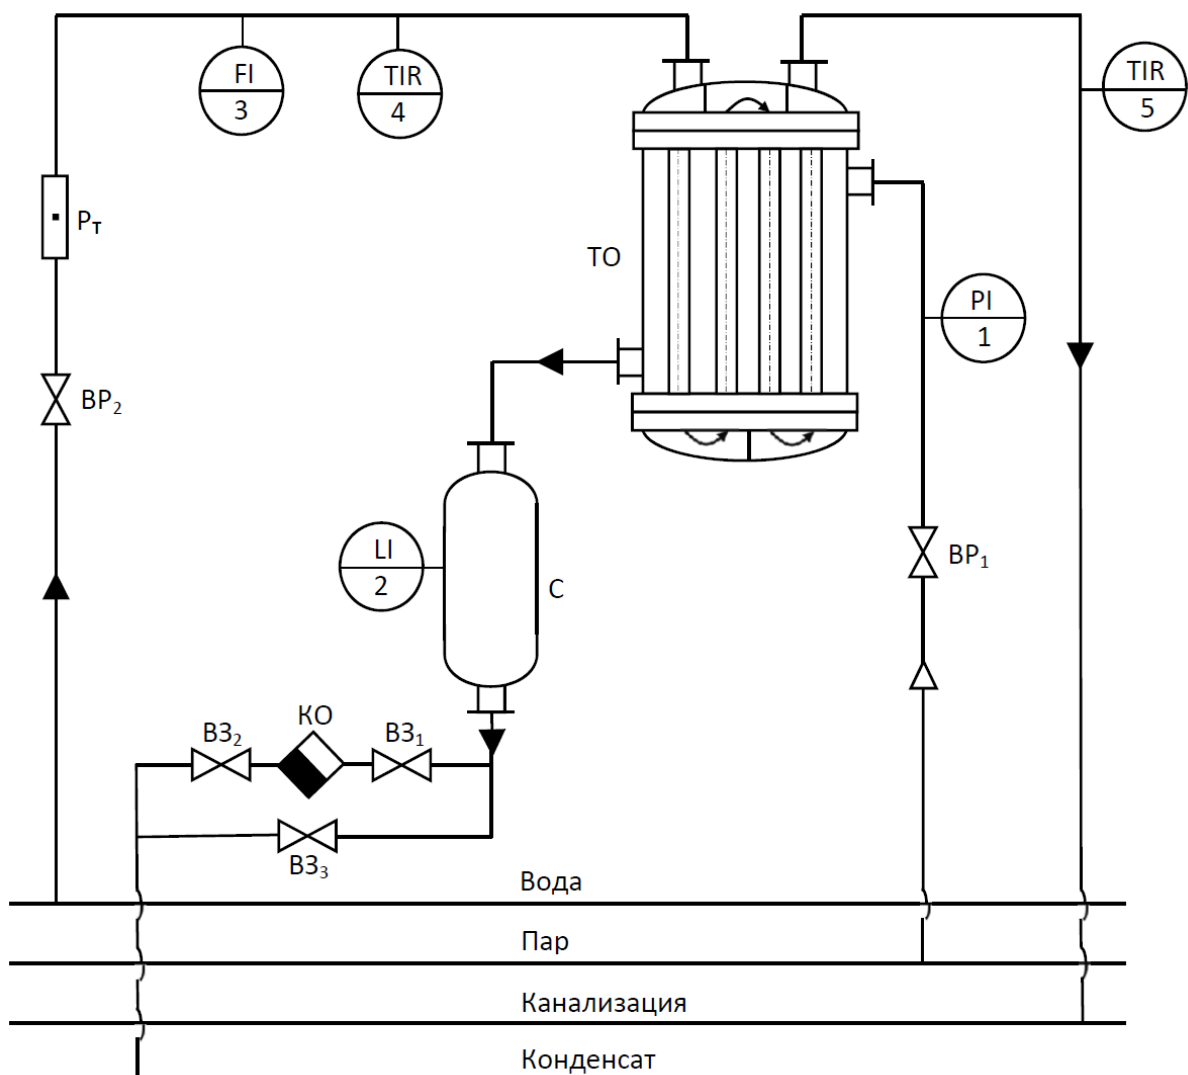 FI
3
TIR
4
TIR
5
Рт
ТО
PI
1
ВР₂
LI
2
С
ВР₁
КО
ВЗ₂
ВЗ₁
ВЗ₃
Вода
Пар
Канализация
Конденсат